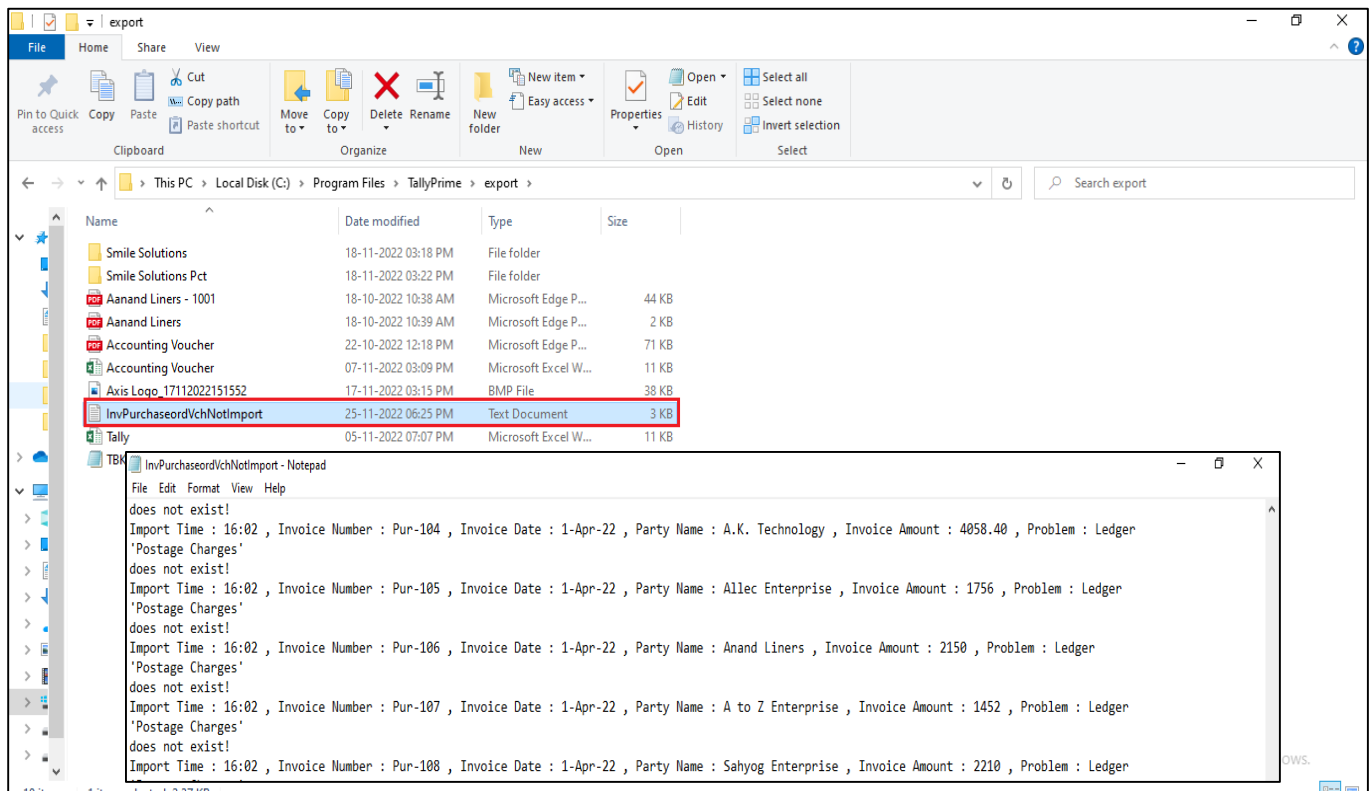 export
File Home Share View
Pin to Quick access
Copy
Paste
Cut
Copy path
Paste shortcut
Clipboard
Move to
Copy to
Delete
Rename
Organize
New folder
New item
Easy access
New
Properties
Open
Edit
History
Open
Select all
Select none
Invert selection
Select
This PC > Local Disk (C:) > Program Files > TallyPrime > export >
Search export
Name Date modified Type Size
Smile Solutions 18-11-2022 03:18 PM File folder
Smile Solutions Pct 18-11-2022 03:22 PM File folder
Aanand Liners - 1001 18-10-2022 10:38 AM Microsoft Edge P... 44 KB
Aanand Liners 18-10-2022 10:39 AM Microsoft Edge P... 2 KB
Accounting Voucher 22-10-2022 12:18 PM Microsoft Edge P... 71 KB
Accounting Voucher 07-11-2022 03:09 PM Microsoft Excel W... 11 KB
Axis Logo_17112022151552 17-11-2022 03:15 PM BMP File 38 KB
InvPurchaseordVchNotImport 25-11-2022 06:25 PM Text Document 3 KB
Tally 05-11-2022 07:07 PM Microsoft Excel W... 11 KB
TBK
InvPurchaseordVchNotImport - Notepad
File Edit Format View Help
does not exist!
Import Time : 16:02 , Invoice Number : Pur-104 , Invoice Date : 1-Apr-22 , Party Name : A.K. Technology , Invoice Amount : 4058.40 , Problem : Ledger
'Postage Charges'
does not exist!
Import Time : 16:02 , Invoice Number : Pur-105 , Invoice Date : 1-Apr-22 , Party Name : Allec Enterprise , Invoice Amount : 1756 , Problem : Ledger
'Postage Charges'
does not exist!
Import Time : 16:02 , Invoice Number : Pur-106 , Invoice Date : 1-Apr-22 , Party Name : Anand Liners , Invoice Amount : 2150 , Problem : Ledger
'Postage Charges'
does not exist!
Import Time : 16:02 , Invoice Number : Pur-107 , Invoice Date : 1-Apr-22 , Party Name : A to Z Enterprise , Invoice Amount : 1452 , Problem : Ledger
'Postage Charges'
does not exist!
Import Time : 16:02 , Invoice Number : Pur-108 , Invoice Date : 1-Apr-22 , Party Name : Sahyog Enterprise , Invoice Amount : 2210 , Problem : Ledger
ows.